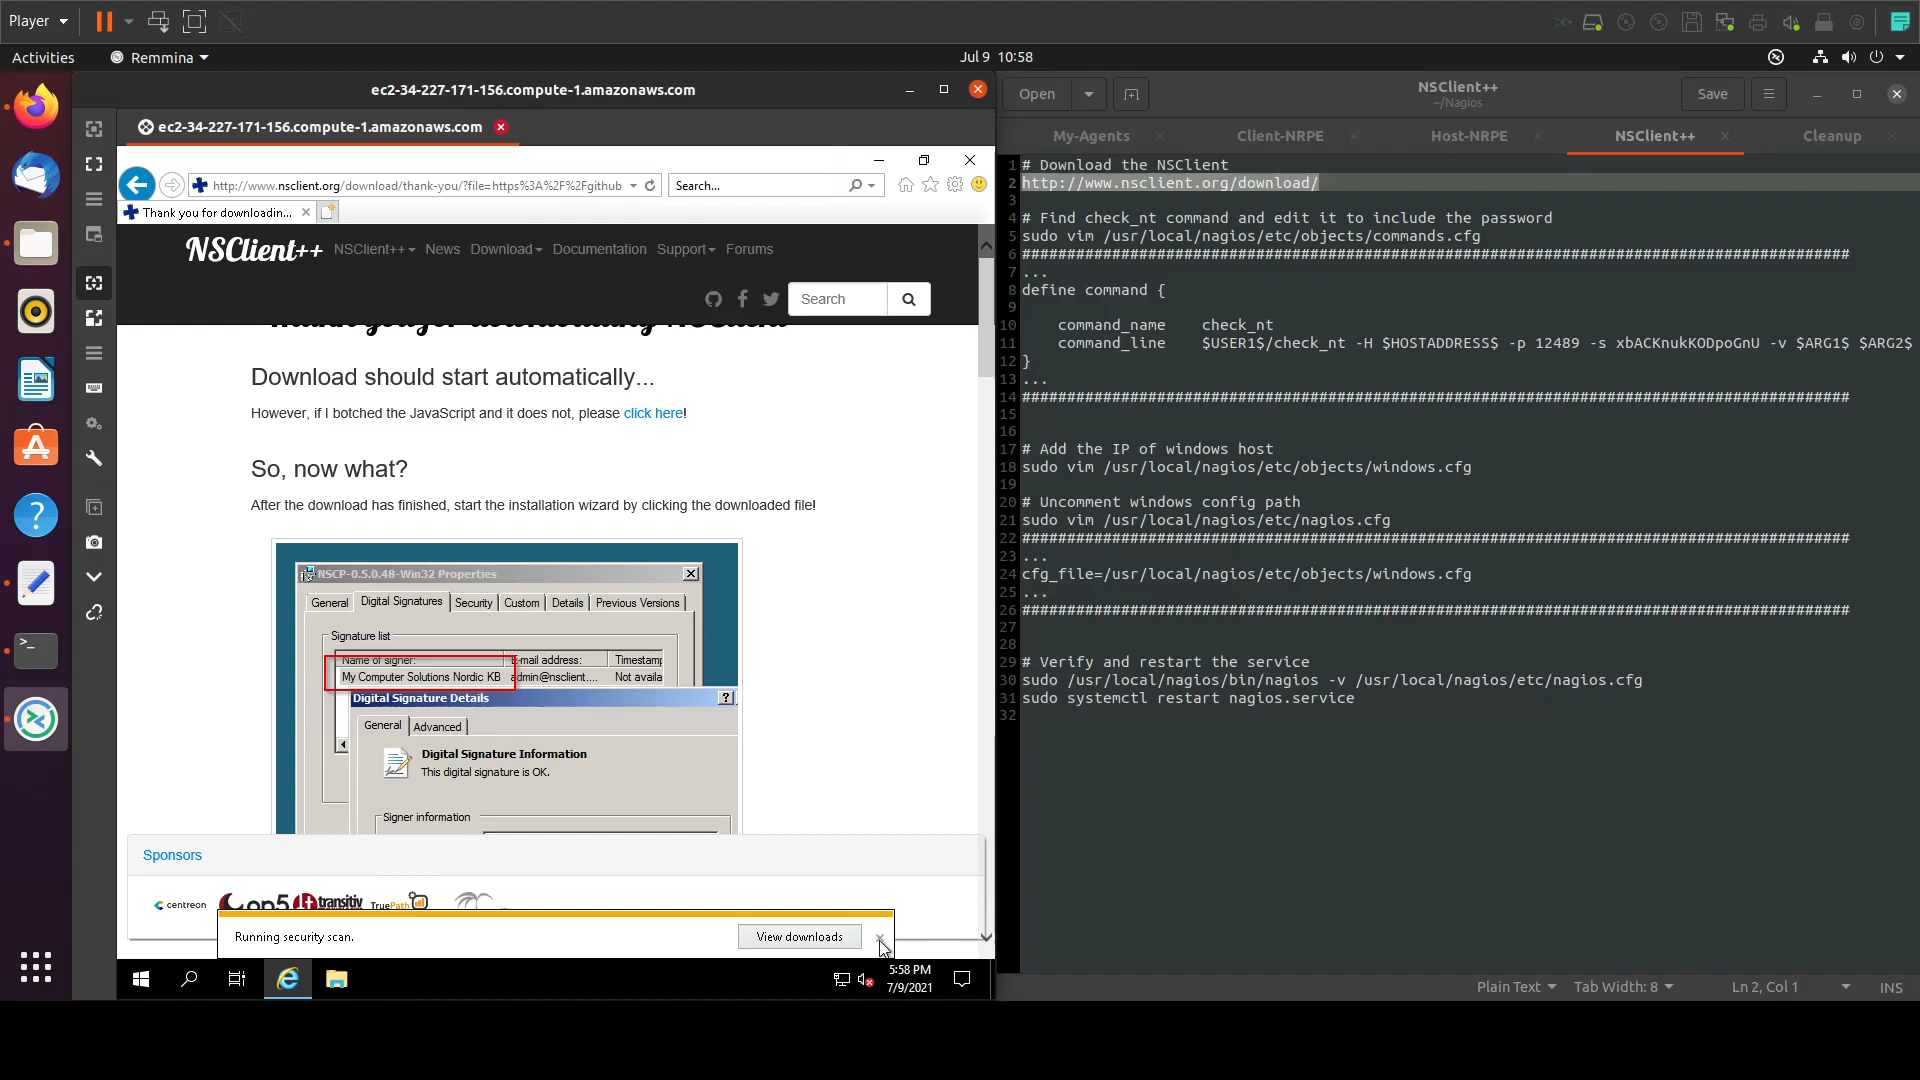 Player
Activities
Remmina
Jul 9 10:58
ec2-34-227-171-156.compute-1.amazonaws.com
ec2-34-227-171-156.compute-1.amazonaws.com
http://www.nsclient.org/download/thank-you/?file=https%3A%2F%2Fgithub
Search...
Thank you for downloadin...
NSClient++
NSClient++
News
Download
Documentation
Support
Forums
Search
Thank you for downloading NSClient
Download should start automatically...
However, if I botched the JavaScript and it does not, please click here!
So, now what?
After the download has finished, start the installation wizard by clicking the downloaded file!
NSCP-0.5.0.48-Win32 Properties
General
Digital Signatures
Security
Custom
Details
Previous Versions
Signature list
Name of signer:
E-mail address:
Timestamp
My Computer Solutions Nordic KB
admin@nsclient....
Not availa
Digital Signature Details
General
Advanced
Digital Signature Information
This digital signature is OK.
Signer information
Sponsors
centreon
op5
transitiv
TruePath
Running security scan.
View downloads
5:58 PM
7/9/2021
Open
NSClient++
~/Nagios
Save
My-Agents
Client-NRPE
Host-NRPE
NSClient++
Cleanup
1 # Download the NSClient
2 http://www.nsclient.org/download/
3
4 # Find check_nt command and edit it to include the password
5 sudo vim /usr/local/nagios/etc/objects/commands.cfg
6 ############################################################################################
7 ...
8 define command {
9
10     command_name    check_nt
11     command_line    $USER1$/check_nt -H $HOSTADDRESS$ -p 12489 -s xbACKnukKODpoGnU -v $ARG1$ $ARG2$
12 }
13 ...
14 ############################################################################################
15
16
17 # Add the IP of windows host
18 sudo vim /usr/local/nagios/etc/objects/windows.cfg
19
20 # Uncomment windows config path
21 sudo vim /usr/local/nagios/etc/nagios.cfg
22 ############################################################################################
23 ...
24 cfg_file=/usr/local/nagios/etc/objects/windows.cfg
25 ...
26 ############################################################################################
27
28
29 # Verify and restart the service
30 sudo /usr/local/nagios/bin/nagios -v /usr/local/nagios/etc/nagios.cfg
31 sudo systemctl restart nagios.service
32
Plain Text
Tab Width: 8
Ln 2, Col 1
INS